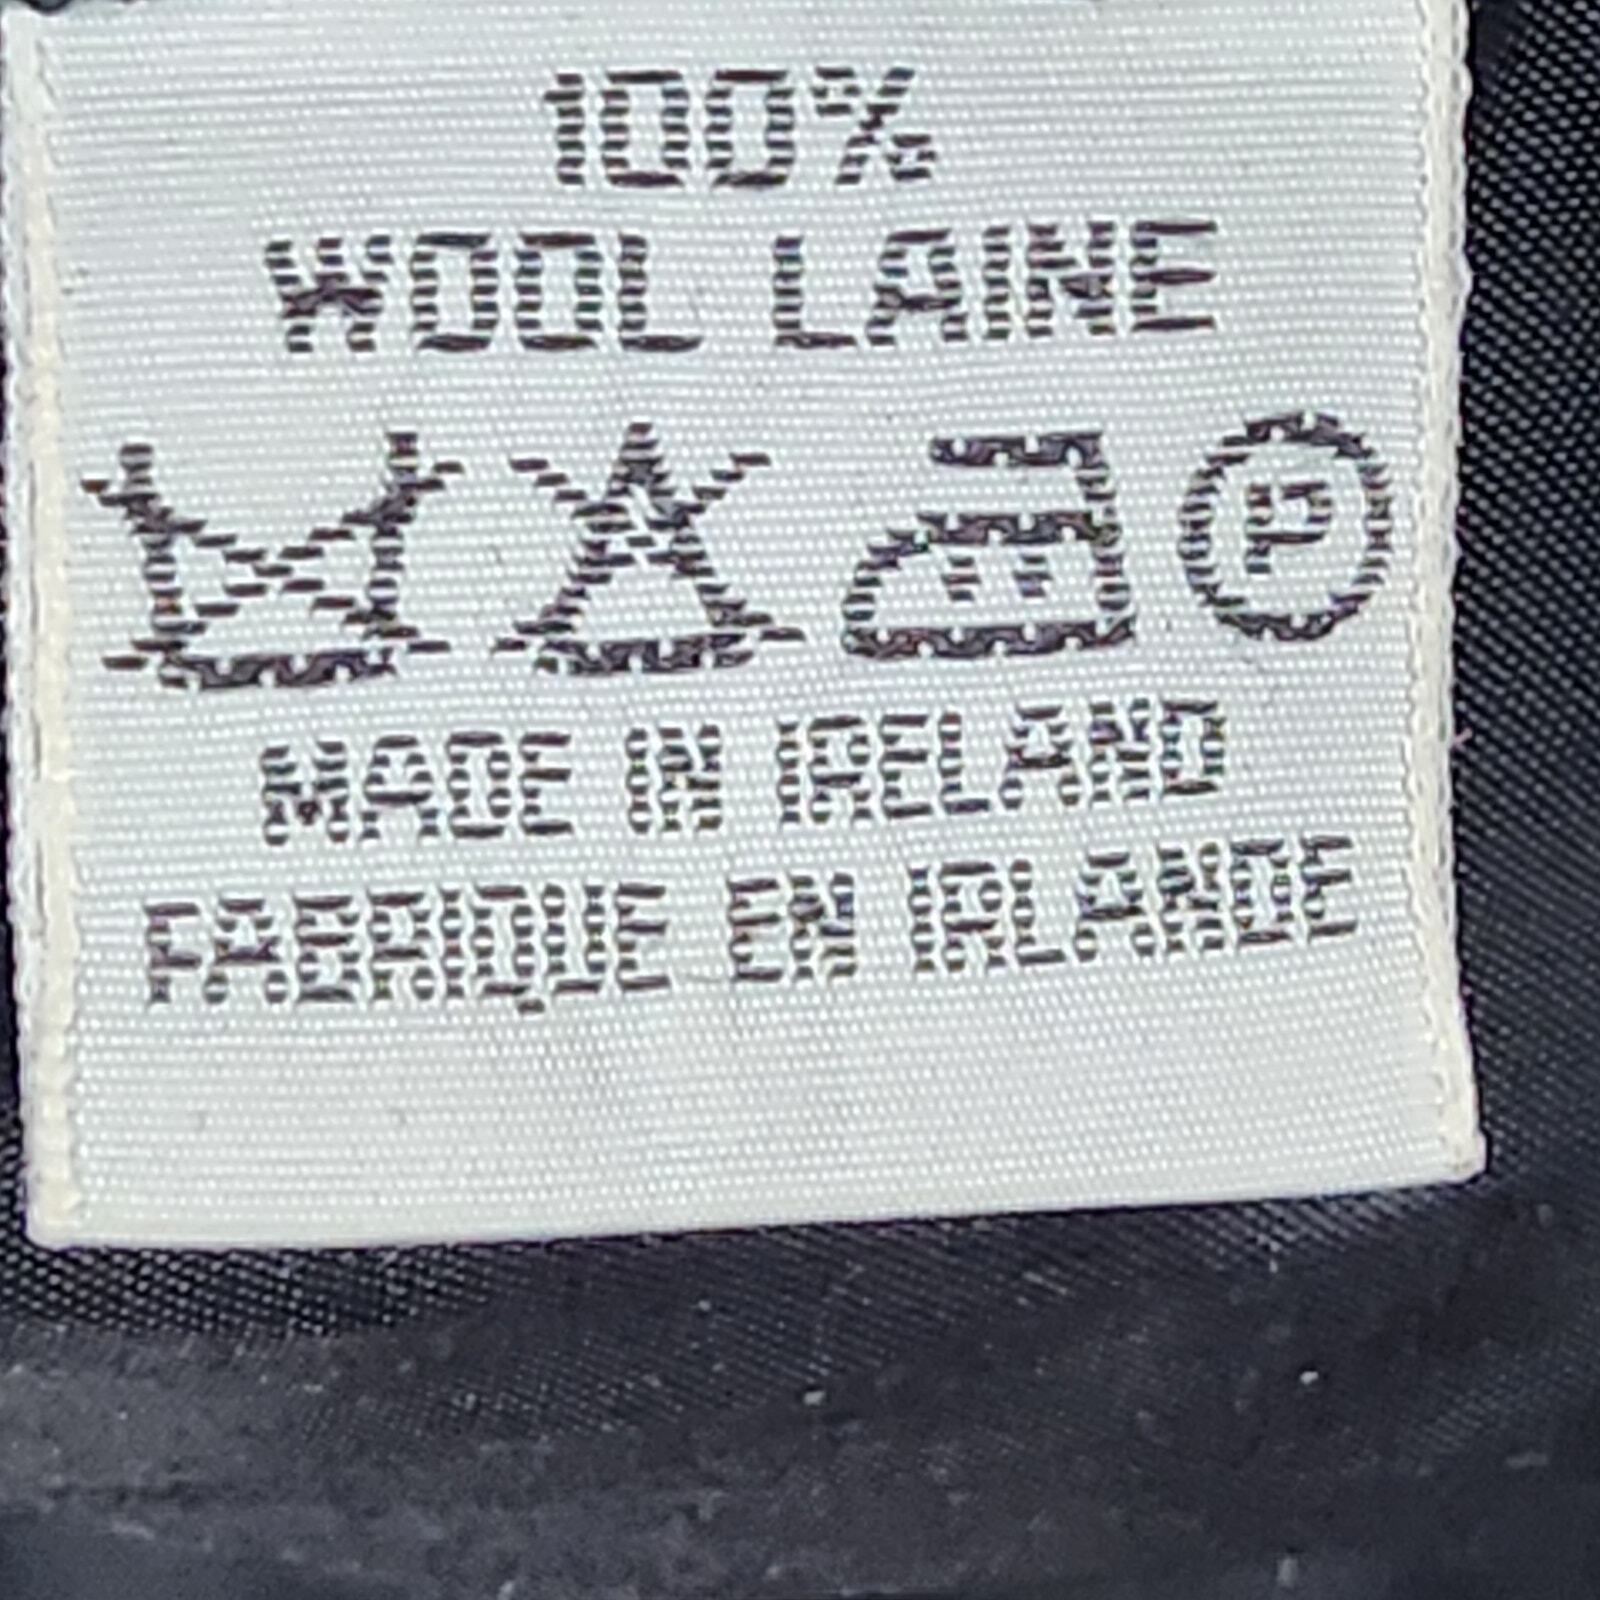 100%
WOOL LAINE
P
MADE IN IRELAND
FABRIQUE EN IRLANDE